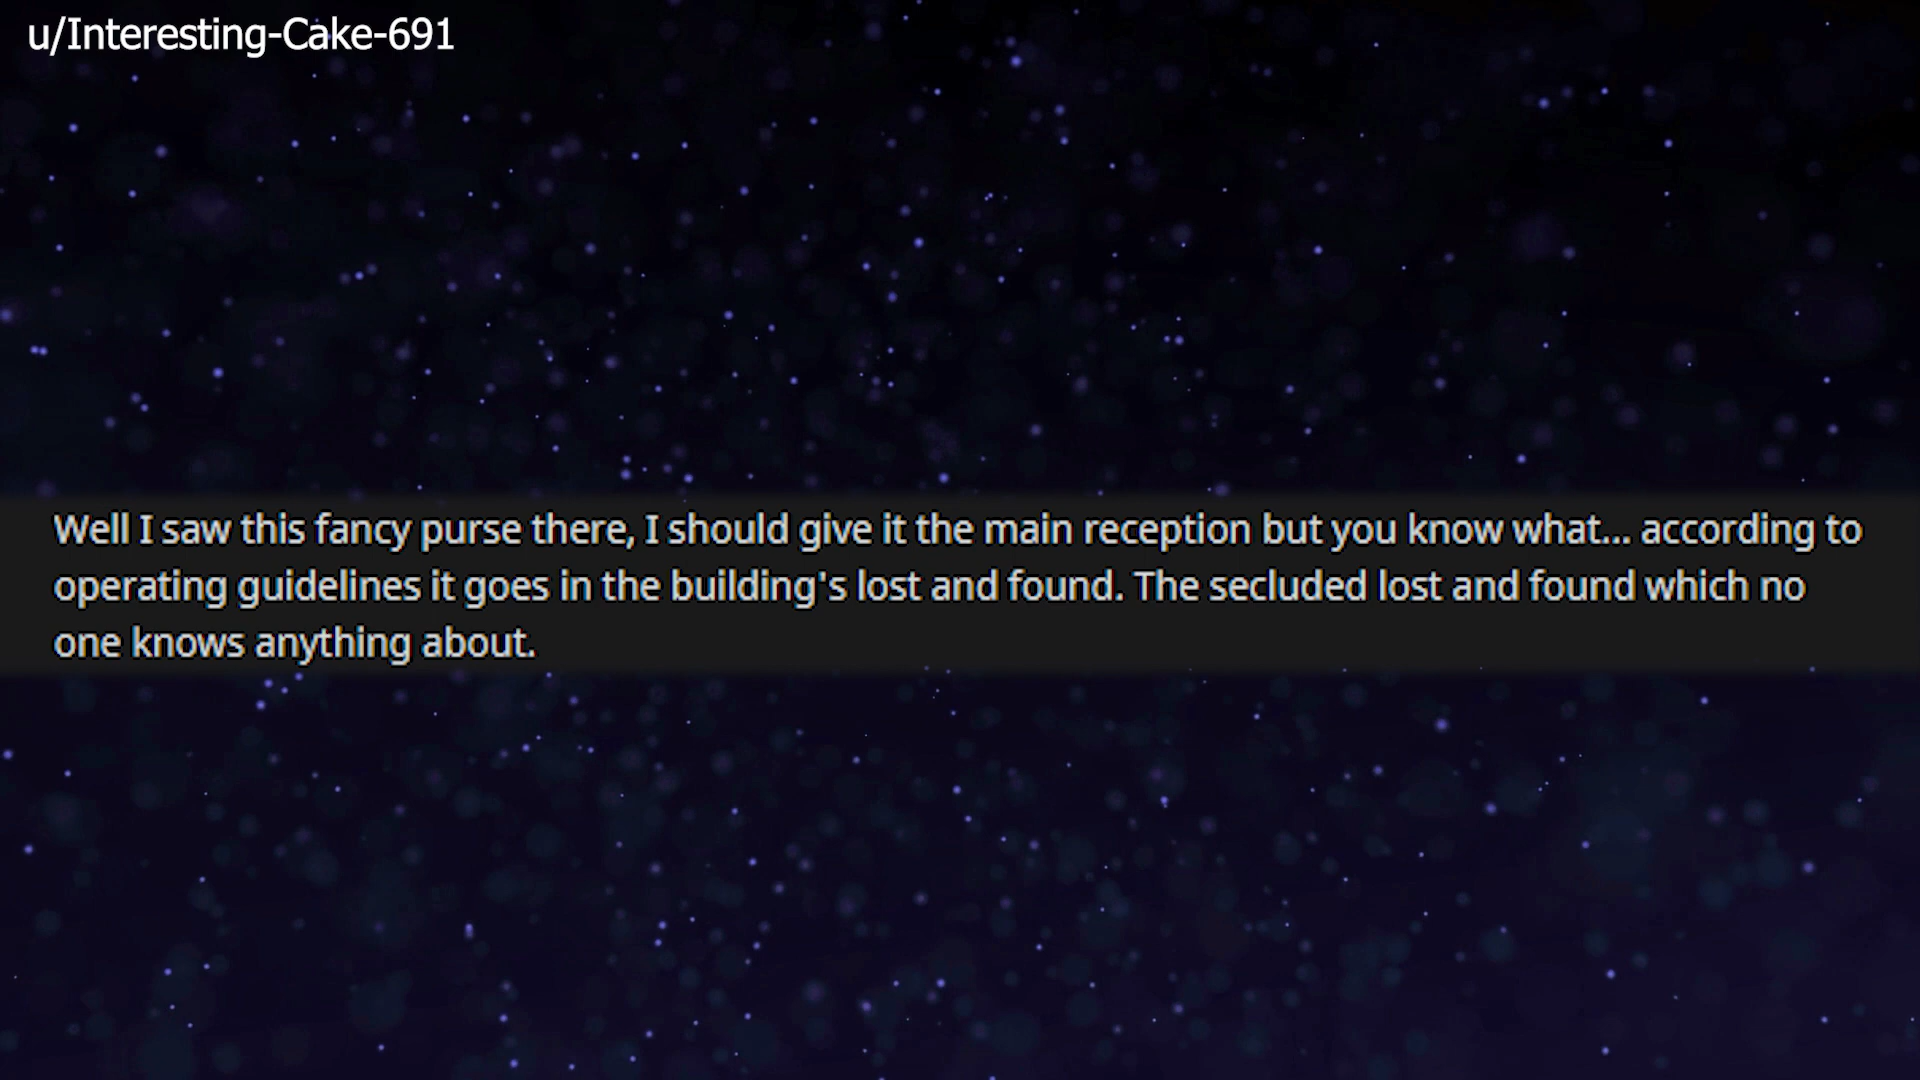 u/Interesting-Cake-691
Well I saw this fancy purse there, I should give it the main reception but you know what... according to
operating guidelines it goes in the building's lost and found. The secluded lost and found which no
one knows anything about.